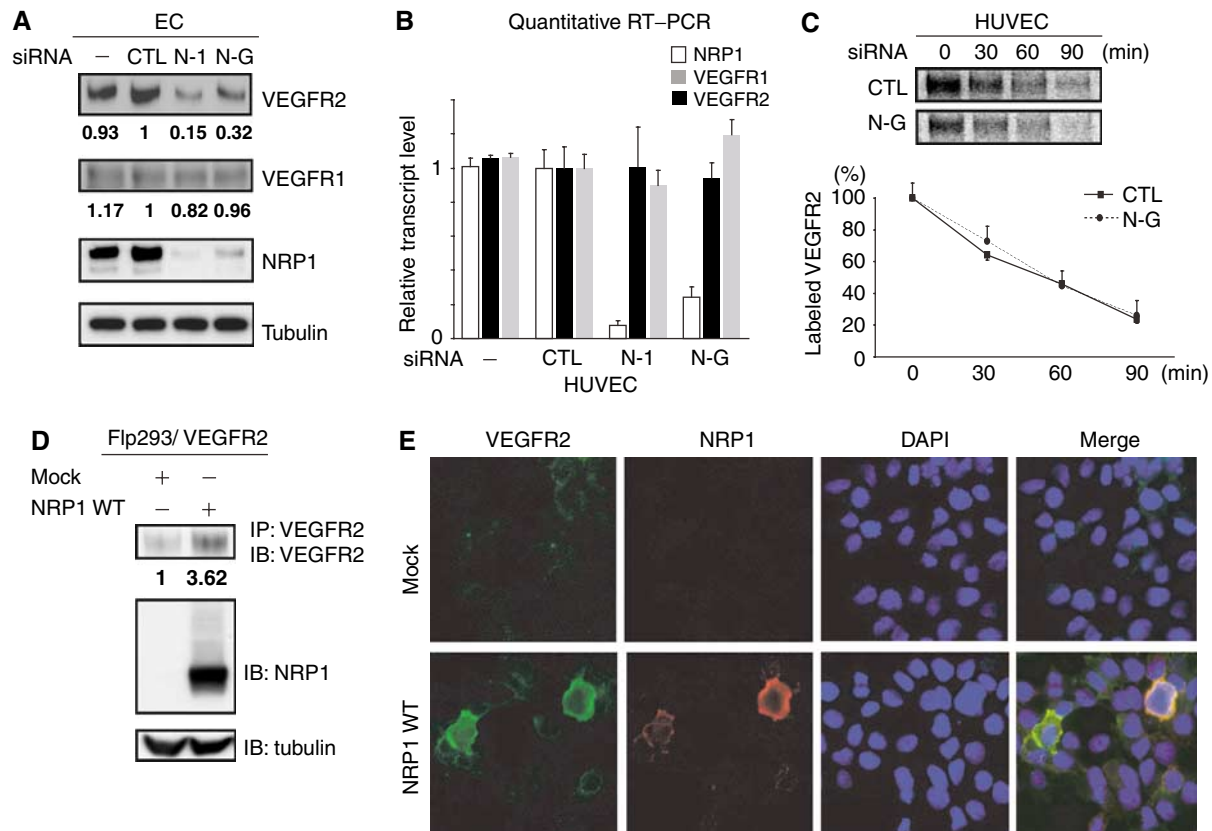 A
EC
siRNA – CTL N-1 N-G
VEGFR2
0.93 1 0.15 0.32
VEGFR1
1.17 1 0.82 0.96
NRP1
Tubulin
B
Quantitative RT–PCR
NRP1
VEGFR1
VEGFR2
Relative transcript level
1
0
siRNA – CTL N-1 N-G
HUVEC
C
HUVEC
siRNA 0 30 60 90 (min)
CTL
N-G
(%)
CTL
N-G
Labeled VEGFR2
100
80
60
40
20
0
0 30 60 90 (min)
D
Flp293/ VEGFR2
Mock + –
NRP1 WT – +
IP: VEGFR2
IB: VEGFR2
1 3.62
IB: NRP1
IB: tubulin
E
VEGFR2 NRP1 DAPI Merge
Mock
NRP1 WT